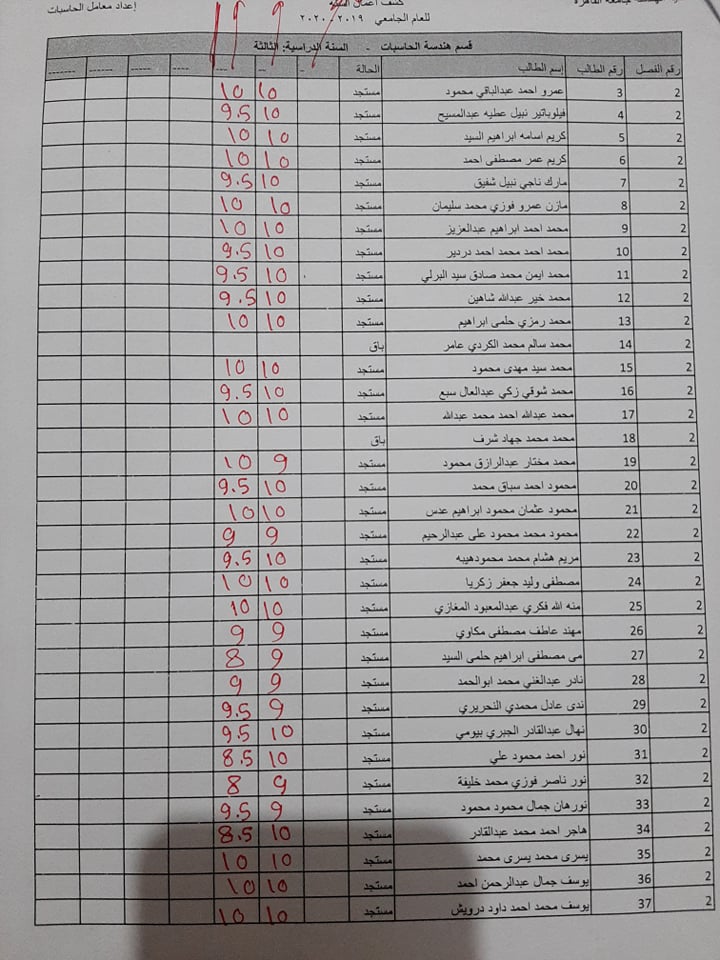 إعداد معامل الحاسبات
للعام الجامعي ٢٠١٩ - ٢٠٢٠
قسم هندسة الحاسبات - السنة الدراسية: الثالثة
رقم الفصل رقم الطالب إسم الطالب الحالة
2 3 عمرو احمد عبدالباقي محمود مستجد 10 10
2 4 فيلوباتير نبيل عطيه عبدالمسيح مستجد 10 9.5
2 5 كريم اسامه ابراهيم السيد مستجد 10 10
2 6 كريم عمر مصطفى احمد مستجد 10 10
2 7 مارك ناجي نبيل شفيق مستجد 10 9.5
2 8 مازن عمرو فوزي محمد سليمان مستجد 10 10
2 9 محمد احمد ابراهيم عبدالعزيز مستجد 10 10
2 10 محمد احمد محمد احمد دردير مستجد 10 9.5
2 11 محمد ايمن محمد صادق سيد البرلي مستجد 10 9.5
2 12 محمد خير عبدالله شاهين مستجد 10 9.5
2 13 محمد رمزي حلمى ابراهيم مستجد 10 10
2 14 محمد سالم محمد الكردي عامر باق
2 15 محمد سيد مهدى محمود مستجد 10 10
2 16 محمد شوقي زكي عبدالعال سبع مستجد 10 9.5
2 17 محمد عبدالله احمد محمد عبدالله مستجد 10 10
2 18 محمد محمد جهاد شرف باق
2 19 محمد مختار عبدالرازق محمود مستجد 9 10
2 20 محمود احمد سباق محمد مستجد 10 9.5
2 21 محمود عثمان محمود ابراهيم عدس مستجد 10 10
2 22 محمود محمد محمود على عبدالرحيم مستجد 9 9
2 23 مريم هشام محمد محمودهيبه مستجد 10 9.5
2 24 مصطفى وليد جعفر زكريا مستجد 10 10
2 25 منه الله فكري عبدالمعبود المغازي مستجد 10 10
2 26 مهند عاطف مصطفى مكاوي مستجد 9 9
2 27 مى مصطفى ابراهيم حلمى السيد مستجد 9 8
2 28 نادر عبدالغني محمد ابوالحمد مستجد 9 9
2 29 ندى عادل محمدي النحريري مستجد 9 9.5
2 30 نهال عبدالقادر الجبري بيومي مستجد 10 9.5
2 31 نور احمد محمود علي مستجد 10 8.5
2 32 نور ناصر فوزي محمد خليفة مستجد 9 8
2 33 نورهان جمال محمود محمود مستجد 9 9.5
2 34 هاجر احمد محمد عبدالقادر مستجد 10 8.5
2 35 يسرى محمد يسرى محمد مستجد 10 10
2 36 يوسف جمال عبدالرحمن احمد مستجد 10 10
2 37 يوسف محمد احمد داود درويش مستجد 10 10